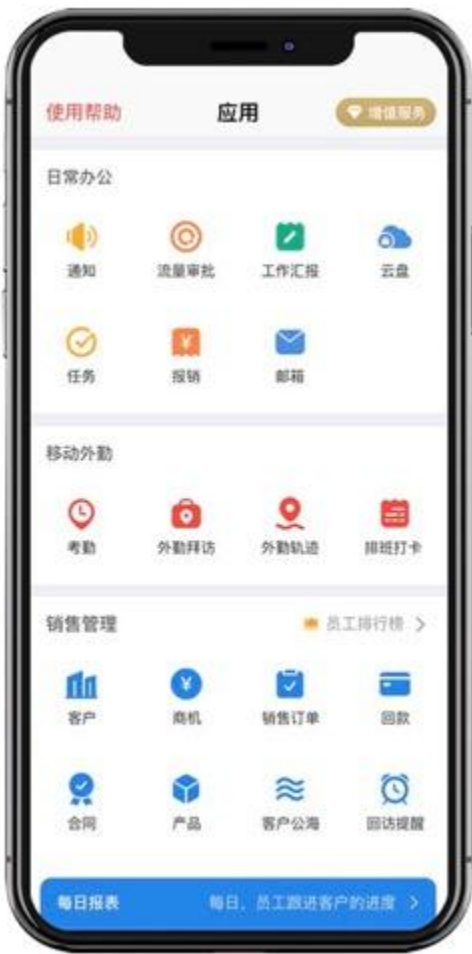 使用帮助 应用 增值服务
日常办公
通知 流量审批 工作汇报 云盘
任务 报销 邮箱
移动外勤
考勤 外勤拜访 外勤轨迹 排班打卡
销售管理 员工排行榜 >
客户 商机 销售订单 回款
合同 产品 客户公海 回访提醒
每日报表 每日，员工跟进客户的进度 >